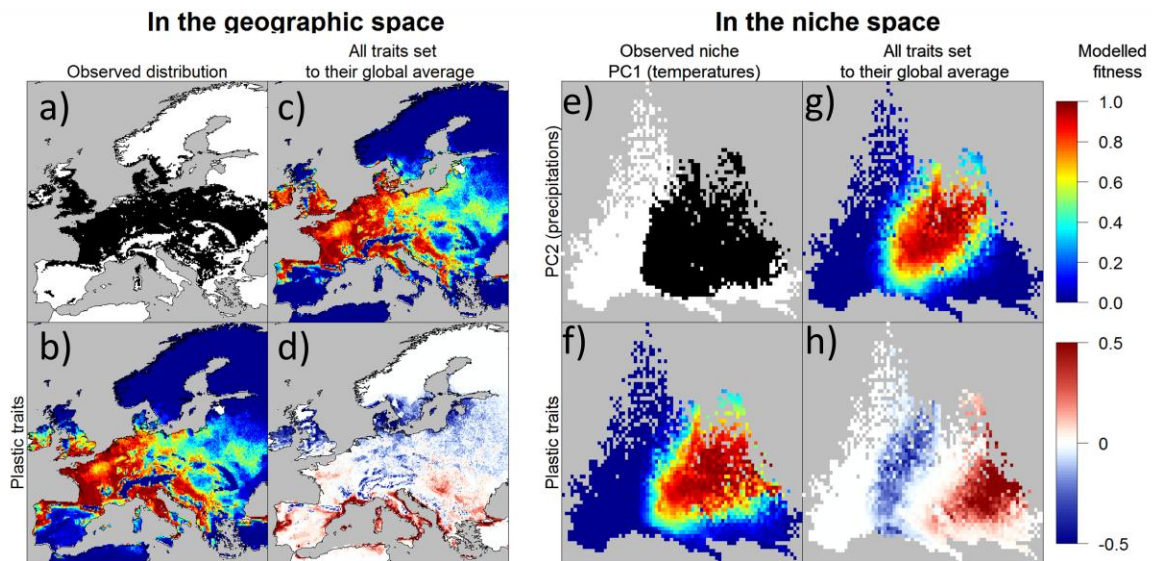 In the geographic space
In the niche space
Observed distribution
All traits set
to their global average
Observed niche
PC1 (temperatures)
All traits set
to their global average
Modelled
fitness
a)
c)
e)
g)
PC2 (precipitations)
1.0
0.8
0.6
0.4
0.2
0.0
b)
d)
f)
h)
Plastic traits
Plastic traits
0.5
0
-0.5